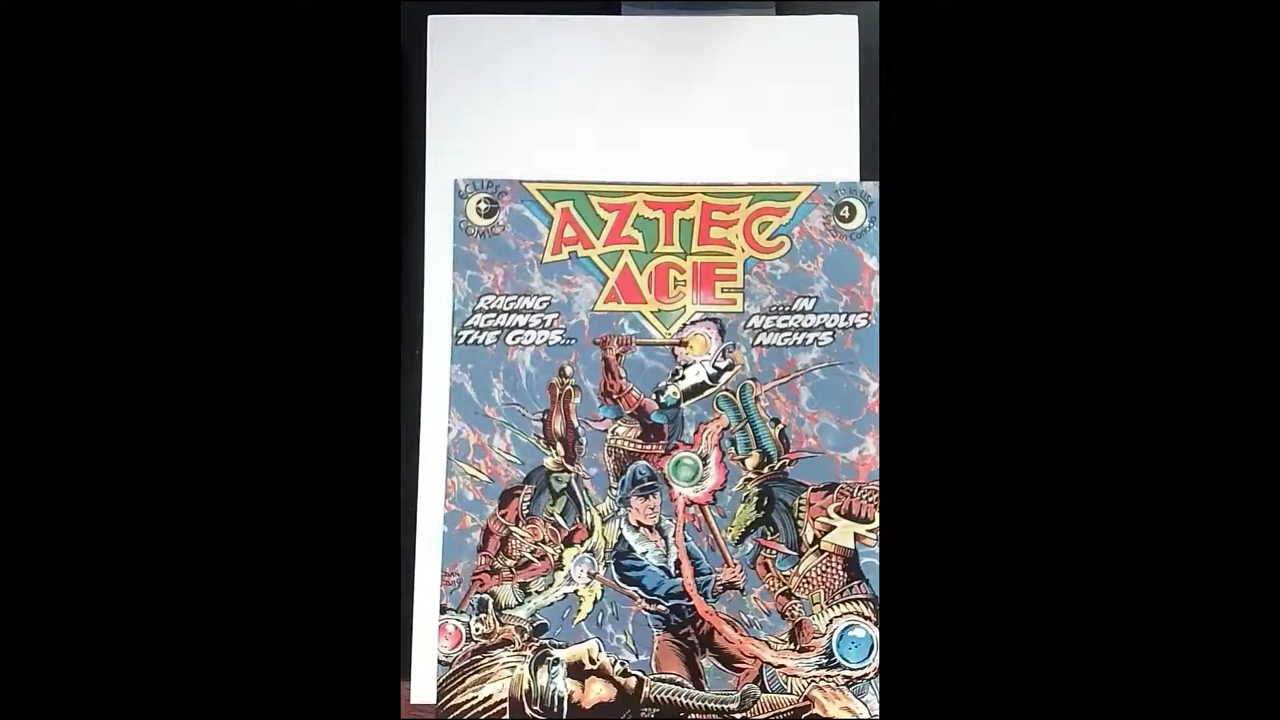 ECLIPSE
COMICS
AZTEC
ACE
4
RAGING
AGAINST
THE GODS...
...IN
NECROPOLIS
NIGHTS